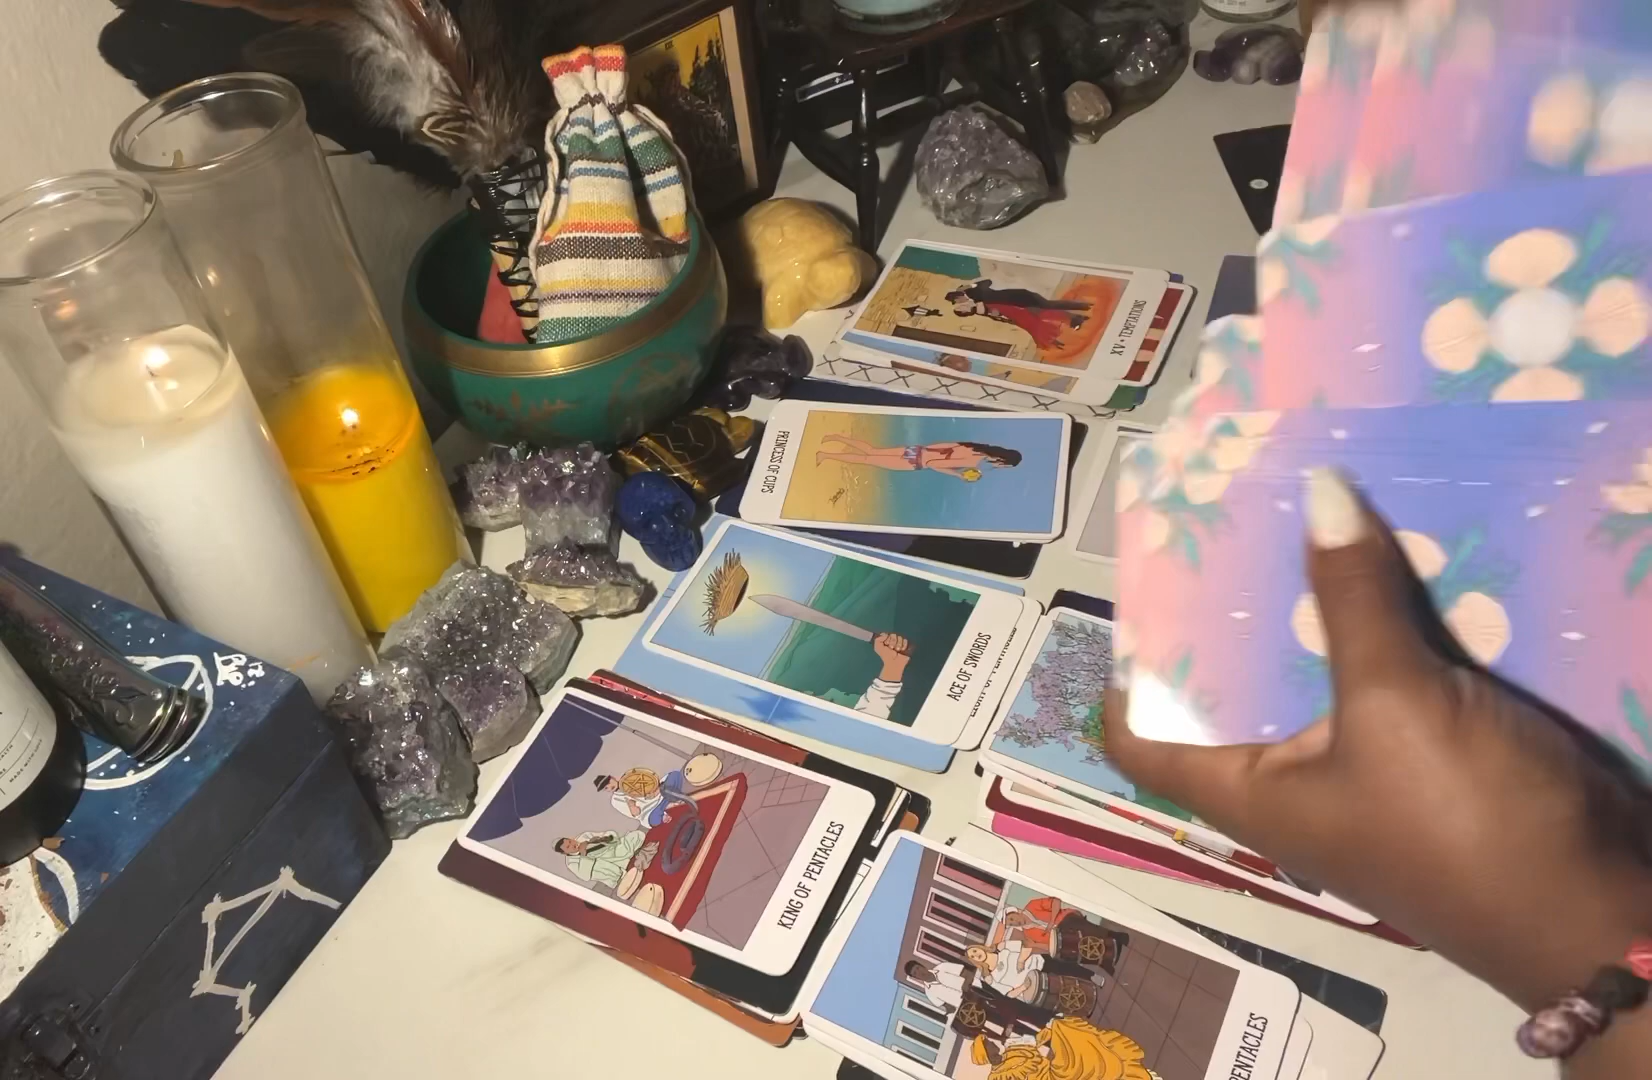 XV • TEMPTATIONS
PRINCESS OF CUPS
ACE OF SWORDS
KING OF PENTACLES
PENTACLES